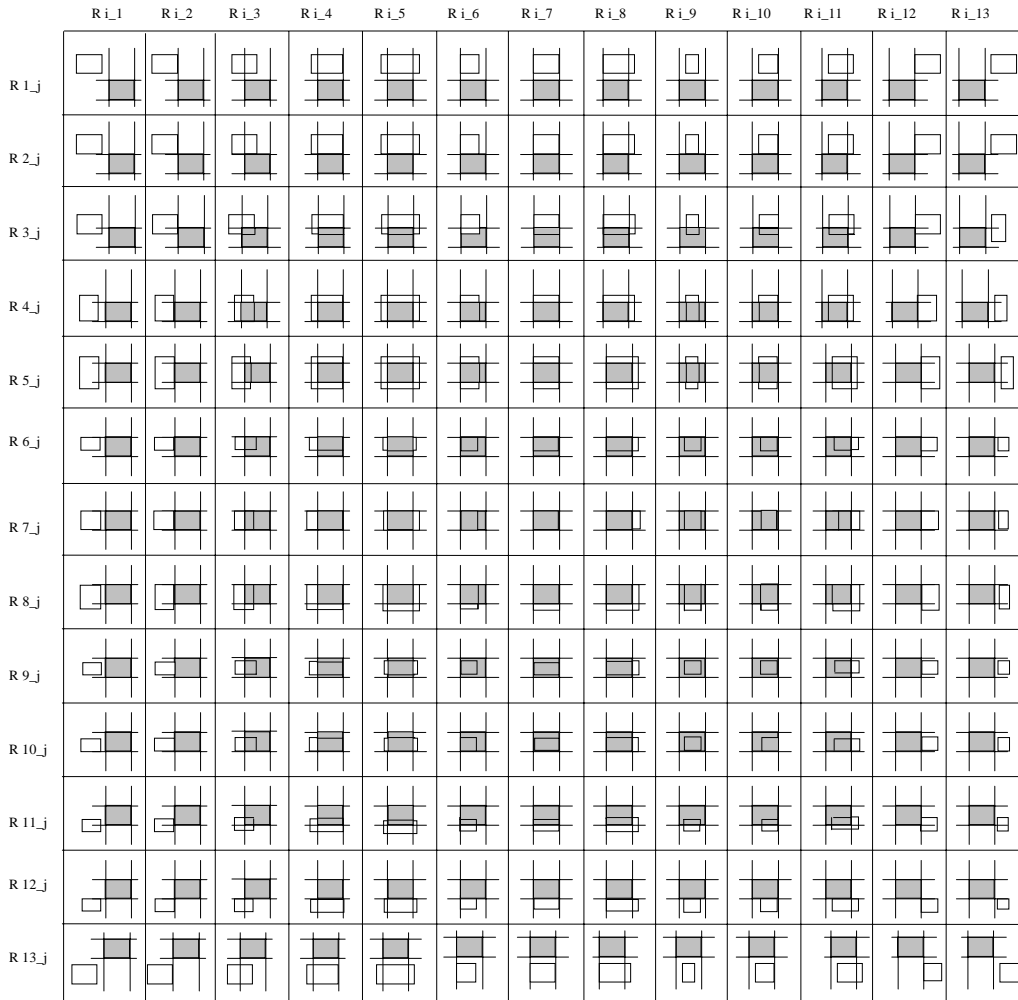 R i_1 R i_2 R i_3 R i_4 R i_5 R i_6 R i_7 R i_8 R i_9 R i_10 R i_11 R i_12 R i_13
R 1_j
R 2_j
R 3_j
R 4_j
R 5_j
R 6_j
R 7_j
R 8_j
R 9_j
R 10_j
R 11_j
R 12_j
R 13_j